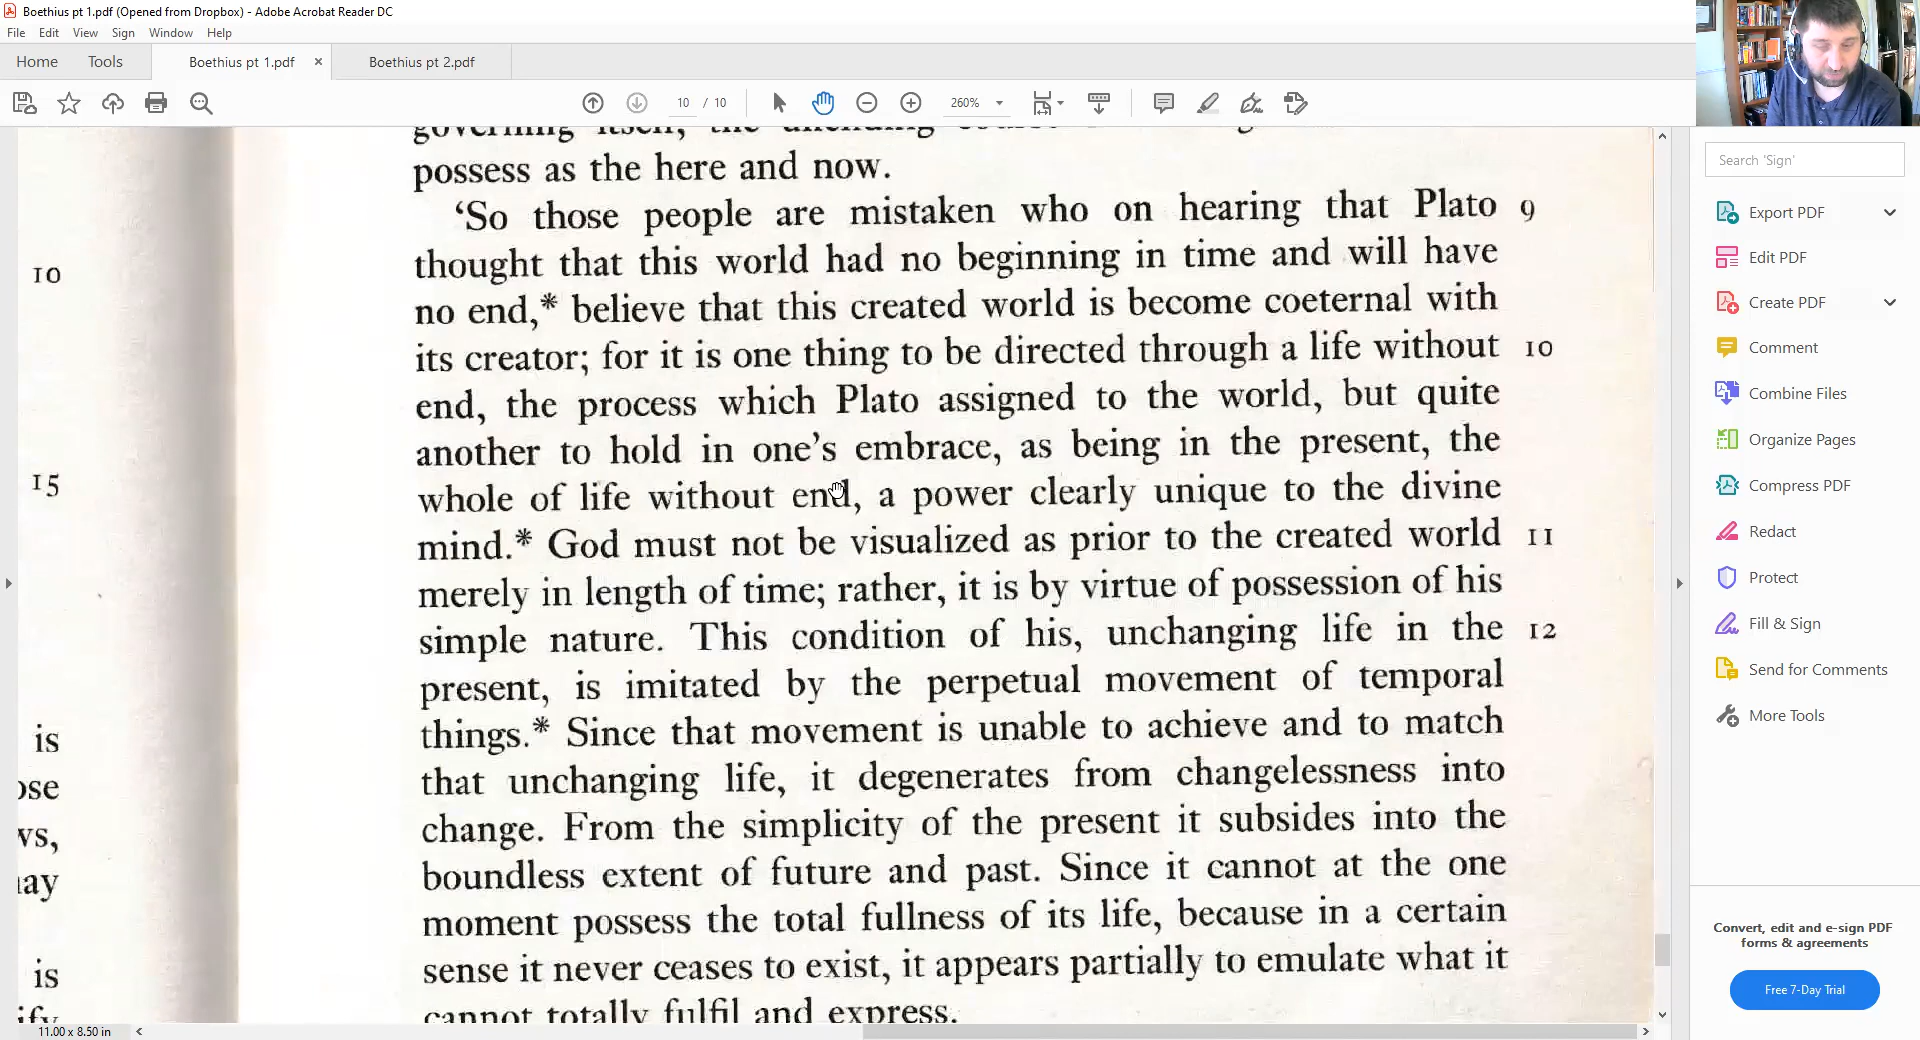 Boethius pt 1.pdf (Opened from Dropbox) - Adobe Acrobat Reader DC
File Edit View Sign Window Help
Home Tools Boethius pt 1.pdf × Boethius pt 2.pdf
10 / 10 260%
possess as the here and now.
‘So those people are mistaken who on hearing that Plato 9
thought that this world had no beginning in time and will have
no end,* believe that this created world is become coeternal with
its creator; for it is one thing to be directed through a life without 10
end, the process which Plato assigned to the world, but quite
another to hold in one’s embrace, as being in the present, the
whole of life without end, a power clearly unique to the divine
mind.* God must not be visualized as prior to the created world 11
merely in length of time; rather, it is by virtue of possession of his
simple nature. This condition of his, unchanging life in the 12
present, is imitated by the perpetual movement of temporal
things.* Since that movement is unable to achieve and to match
that unchanging life, it degenerates from changelessness into
change. From the simplicity of the present it subsides into the
boundless extent of future and past. Since it cannot at the one
moment possess the total fullness of its life, because in a certain
sense it never ceases to exist, it appears partially to emulate what it
cannot totally fulfil and express.
10
15
is
is
11.00 x 8.50 in
Search 'Sign'
Export PDF
Edit PDF
Create PDF
Comment
Combine Files
Organize Pages
Compress PDF
Redact
Protect
Fill & Sign
Send for Comments
More Tools
Convert, edit and e-sign PDF
forms & agreements
Free 7-Day Trial